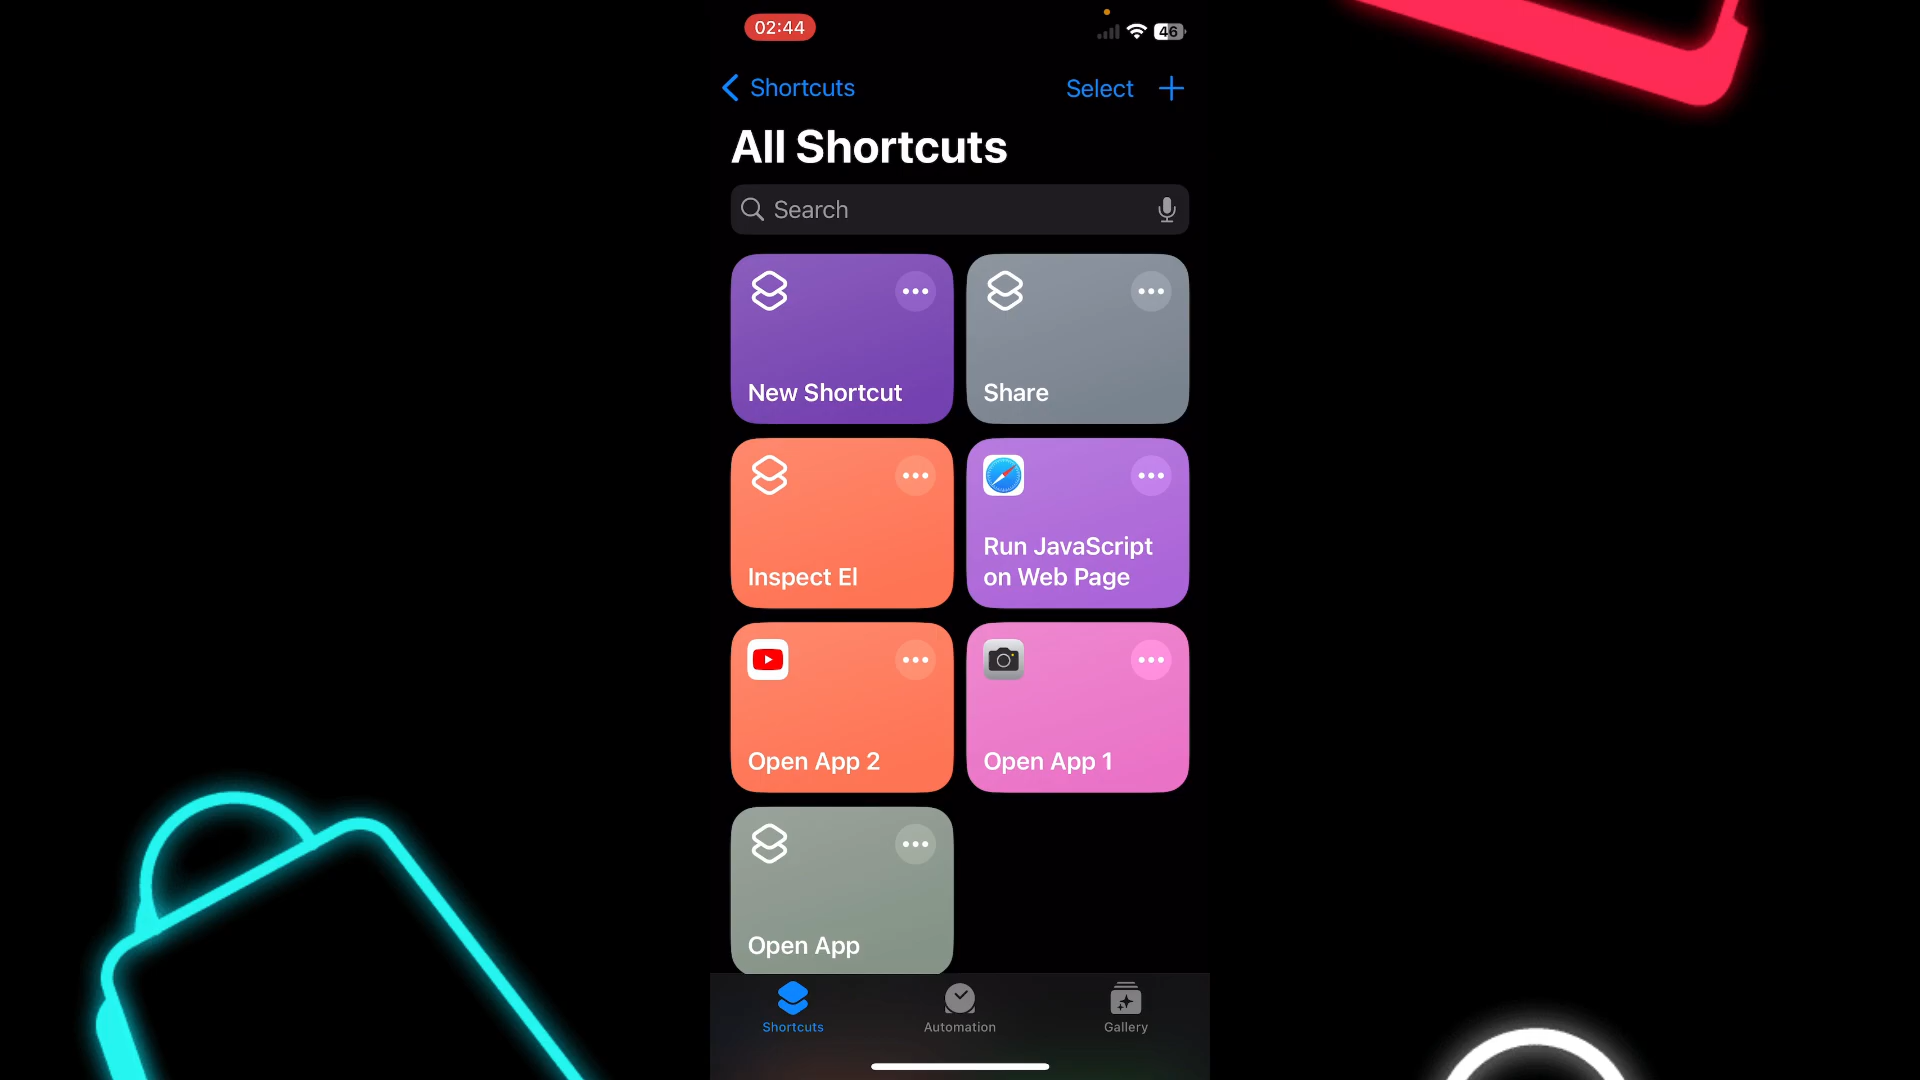 02:44
46
Shortcuts
Select
All Shortcuts
Search
New Shortcut
Share
Inspect El
Run JavaScript
on Web Page
Open App 2
Open App 1
Open App
Shortcuts
Automation
Gallery